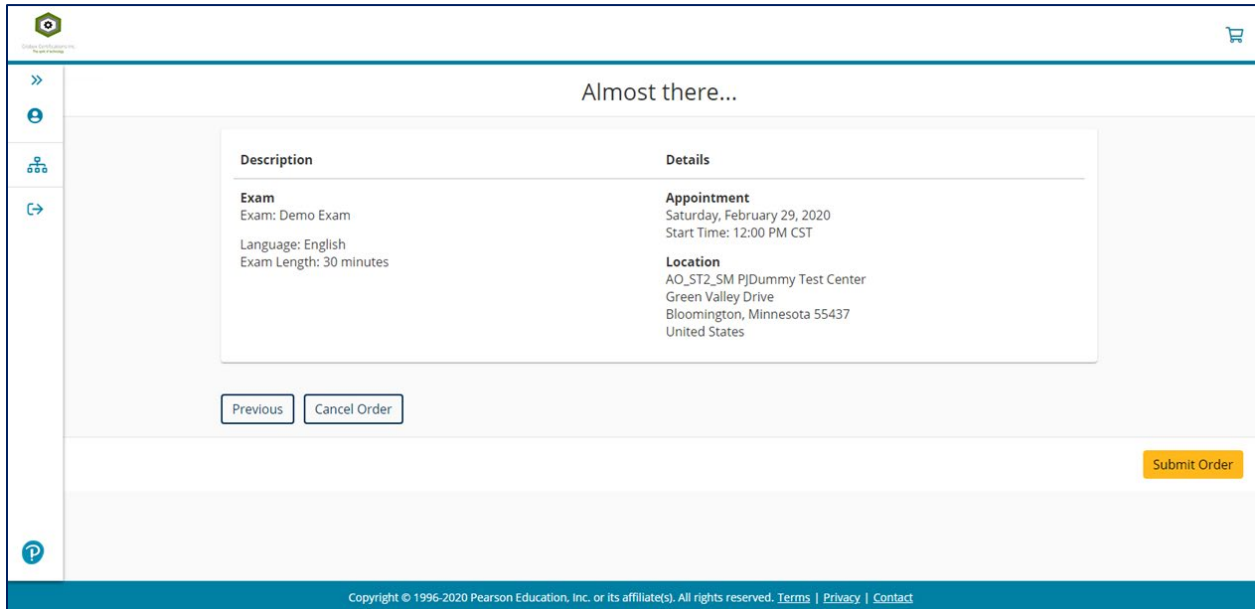 Almost there...
Description
Details
Exam
Exam: Demo Exam
Language: English
Exam Length: 30 minutes
Appointment
Saturday, February 29, 2020
Start Time: 12:00 PM CST
Location
AO_ST2_SM PJDummy Test Center
Green Valley Drive
Bloomington, Minnesota 55437
United States
Previous
Cancel Order
Submit Order
Copyright © 1996-2020 Pearson Education, Inc. or its affiliate(s). All rights reserved. Terms | Privacy | Contact